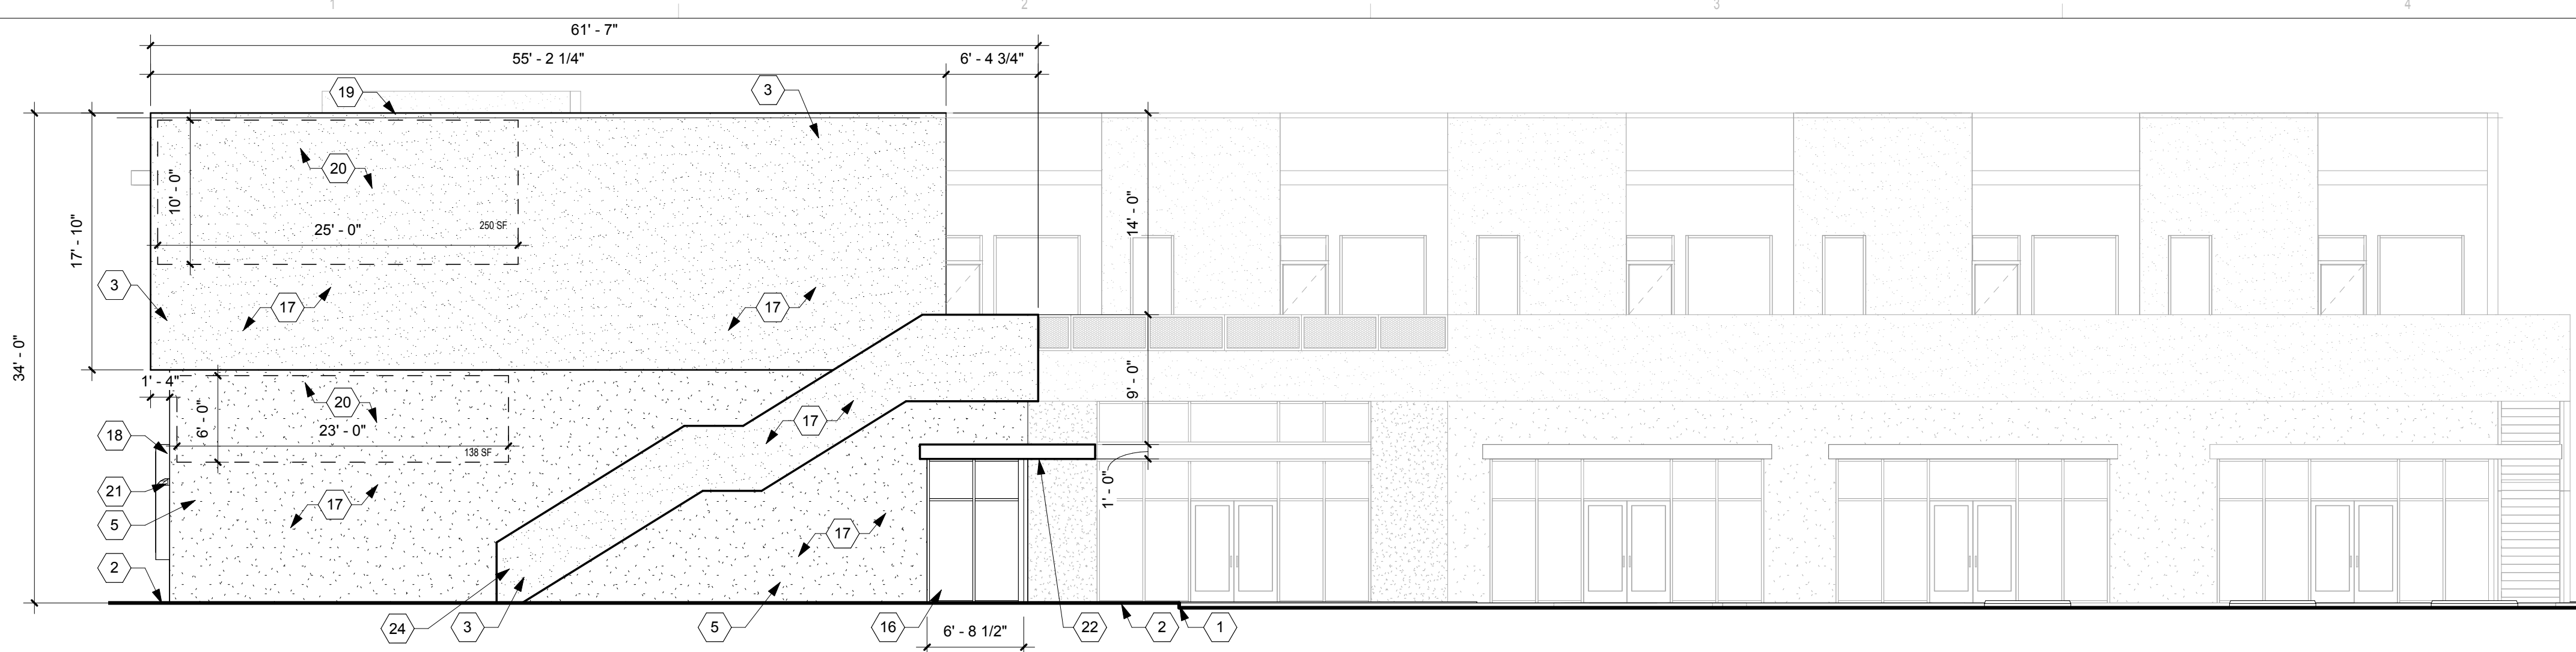 1 2 3 4
61' - 7"
55' - 2 1/4" 6' - 4 3/4"
19 3
20
10' - 0"
250 SF
25' - 0"
14' - 0"
17' - 10"
3
17 17
34' - 0"
1' - 4"
20
6' - 0"
23' - 0"
138 SF
17
9' - 0"
18
21
17
5
17
1' - 0"
2
24 3 5 16 6' - 8 1/2" 22 2 1